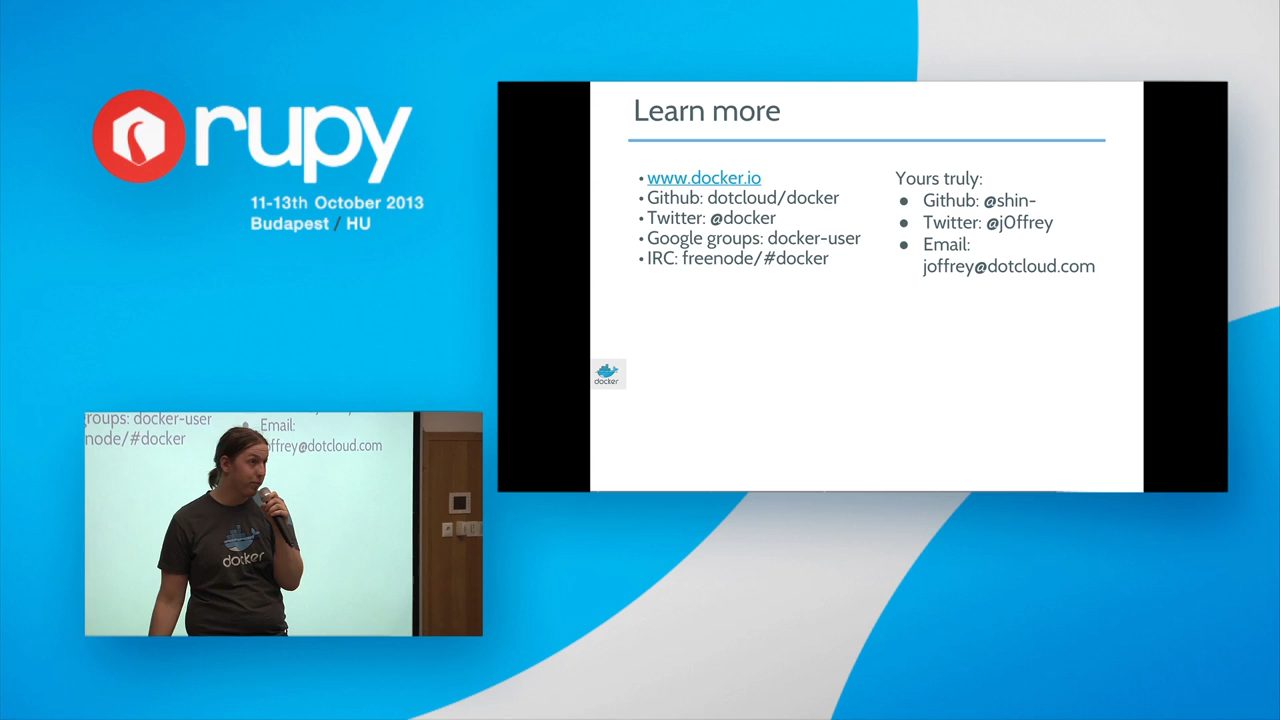 rupy
11-13th October 2013
Budapest / HU
Learn more
• www.docker.io
• Github: dotcloud/docker
• Twitter: @docker
• Google groups: docker-user
• IRC: freenode/#docker
Yours truly:
● Github: @shin-
● Twitter: @j0ffrey
● Email:
joffrey@dotcloud.com
docker
roups: docker-user
node/#docker
Email:
offrey@dotcloud.com
docker